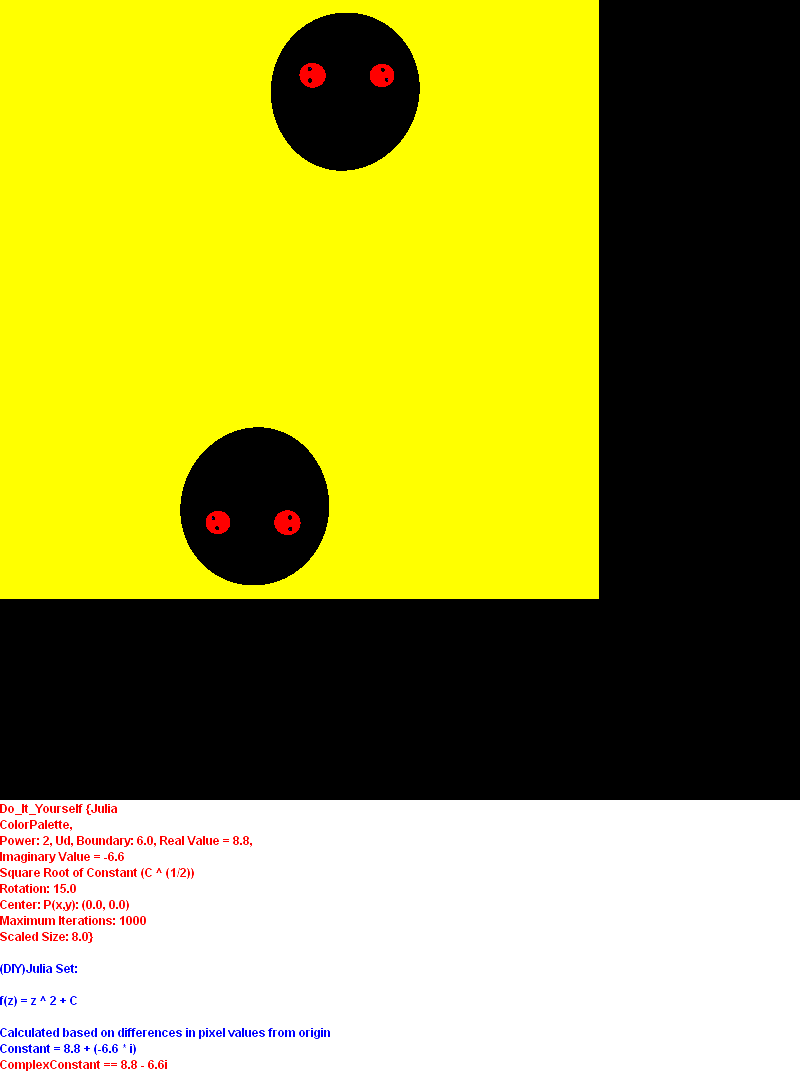 Do_It_Yourself {Julia
ColorPalette,
Power: 2, Ud, Boundary: 6.0, Real Value = 8.8,
Imaginary Value = -6.6
Square Root of Constant (C ^ (1/2))
Rotation: 15.0
Center: P(x,y): (0.0, 0.0)
Maximum Iterations: 1000
Scaled Size: 8.0}
(DIY)Julia Set:
f(z) = z ^ 2 + C
Calculated based on differences in pixel values from origin
Constant = 8.8 + (-6.6 * i)
ComplexConstant == 8.8 - 6.6i